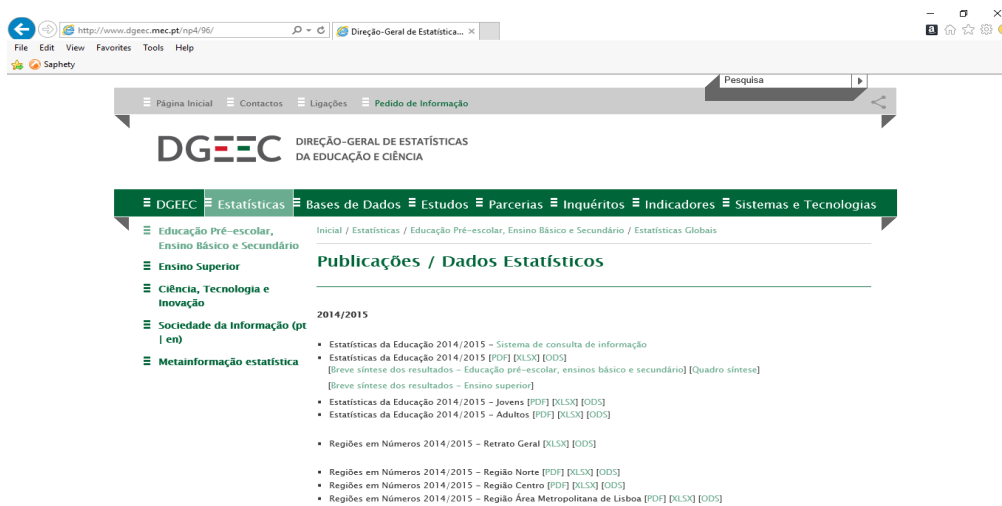 http://www.dgeec.mec.pt/np4/96/
Direção-Geral de Estatística...
File Edit View Favorites Tools Help
Saphety
Pesquisa
Página Inicial Contactos Ligações Pedido de Informação
DGEEC
DIREÇÃO-GERAL DE ESTATÍSTICAS
DA EDUCAÇÃO E CIÊNCIA
DGEEC Estatísticas Bases de Dados Estudos Parcerias Inquéritos Indicadores Sistemas e Tecnologias
Educação Pré-escolar,
Ensino Básico e Secundário
Ensino Superior
Ciência, Tecnologia e
Inovação
Sociedade da Informação (pt
| en)
Metainformação estatística
Inicial / Estatísticas / Educação Pré-escolar, Ensino Básico e Secundário / Estatísticas Globais
Publicações / Dados Estatísticos
2014/2015
Estatísticas da Educação 2014/2015 - Sistema de consulta de informação
Estatísticas da Educação 2014/2015 [PDF] [XLSX] [ODS]
[Breve síntese dos resultados - Educação pré-escolar, ensinos básico e secundário] [Quadro síntese]
[Breve síntese dos resultados - Ensino superior]
Estatísticas da Educação 2014/2015 - Jovens [PDF] [XLSX] [ODS]
Estatísticas da Educação 2014/2015 - Adultos [PDF] [XLSX] [ODS]
Regiões em Números 2014/2015 - Retrato Geral [XLSX] [ODS]
Regiões em Números 2014/2015 - Região Norte [PDF] [XLSX] [ODS]
Regiões em Números 2014/2015 - Região Centro [PDF] [XLSX] [ODS]
Regiões em Números 2014/2015 - Região Área Metropolitana de Lisboa [PDF] [XLSX] [ODS]